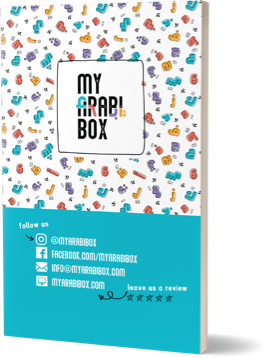 MY
ARABI
BOX
follow us
@MYARABIBOX
FACEBOOK.COM/MYARABIBOX
INFO@MYARABIBOX.COM
MYARABIBOX.COM
leave us a review